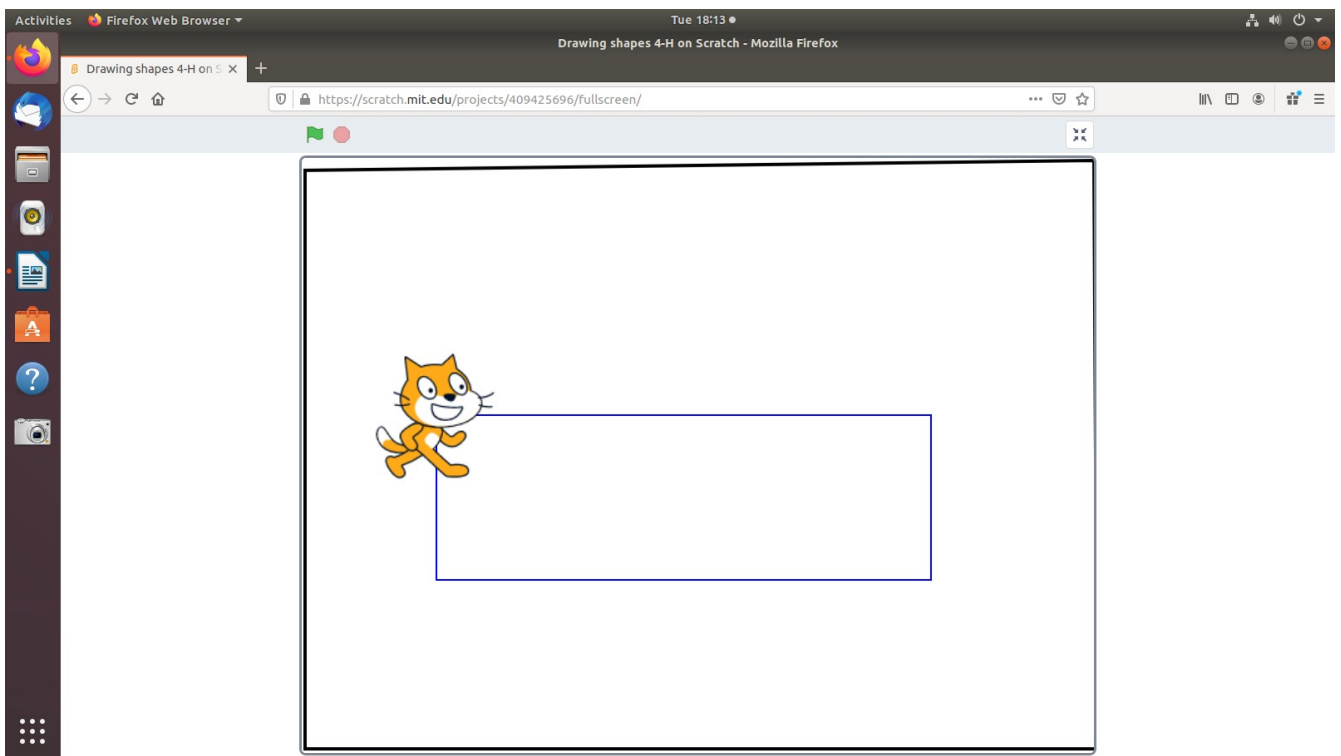 Activities Firefox Web Browser Tue 18:13
Drawing shapes 4-H on Scratch - Mozilla Firefox
Drawing shapes 4-H on S
https://scratch.mit.edu/projects/409425696/fullscreen/